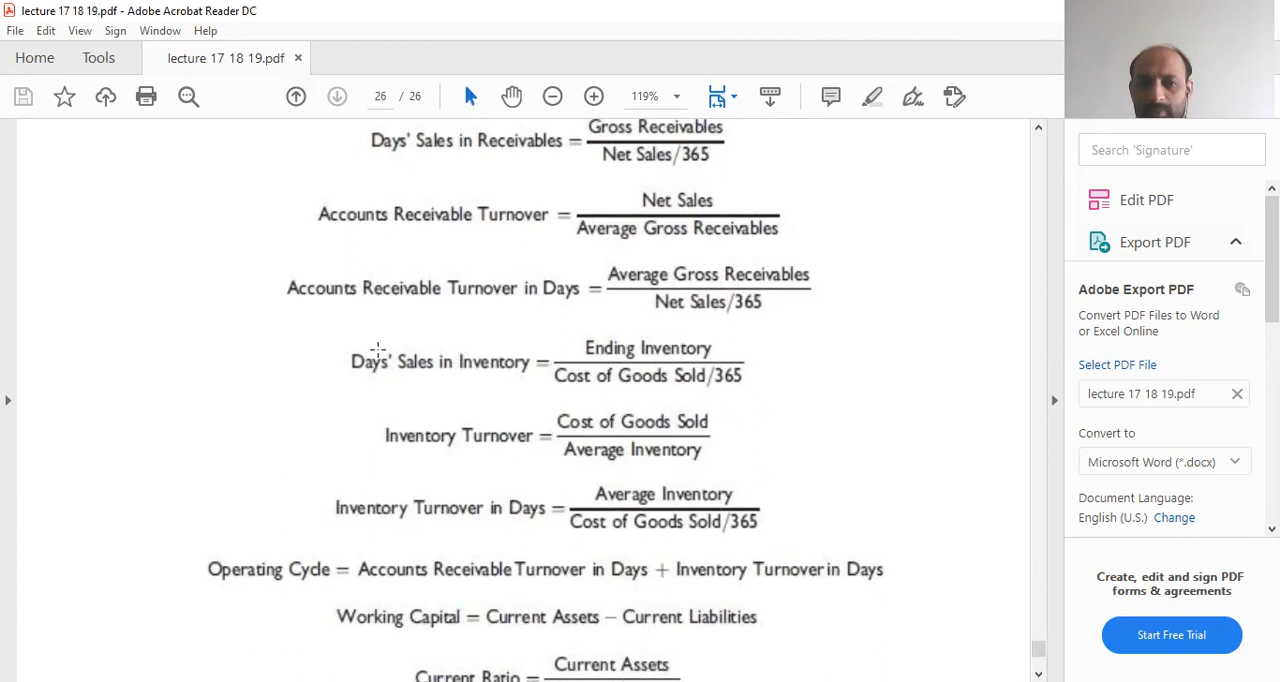 lecture 17 18 19.pdf - Adobe Acrobat Reader DC
File Edit View Sign Window Help
Home Tools lecture 17 18 19.pdf ×
26 / 26 119%
Days' Sales in Receivables = Gross Receivables
Net Sales/365
Accounts Receivable Turnover = Net Sales
Average Gross Receivables
Accounts Receivable Turnover in Days = Average Gross Receivables
Net Sales/365
Days' Sales in Inventory = Ending Inventory
Cost of Goods Sold/365
Inventory Turnover = Cost of Goods Sold
Average Inventory
Inventory Turnover in Days = Average Inventory
Cost of Goods Sold/365
Operating Cycle = Accounts Receivable Turnover in Days + Inventory Turnover in Days
Working Capital = Current Assets − Current Liabilities
Current Ratio = Current Assets
Search 'Signature'
Edit PDF
Export PDF
Adobe Export PDF
Convert PDF Files to Word
or Excel Online
Select PDF File
lecture 17 18 19.pdf
Convert to
Microsoft Word (*.docx)
Document Language:
English (U.S.) Change
Create, edit and sign PDF
forms & agreements
Start Free Trial